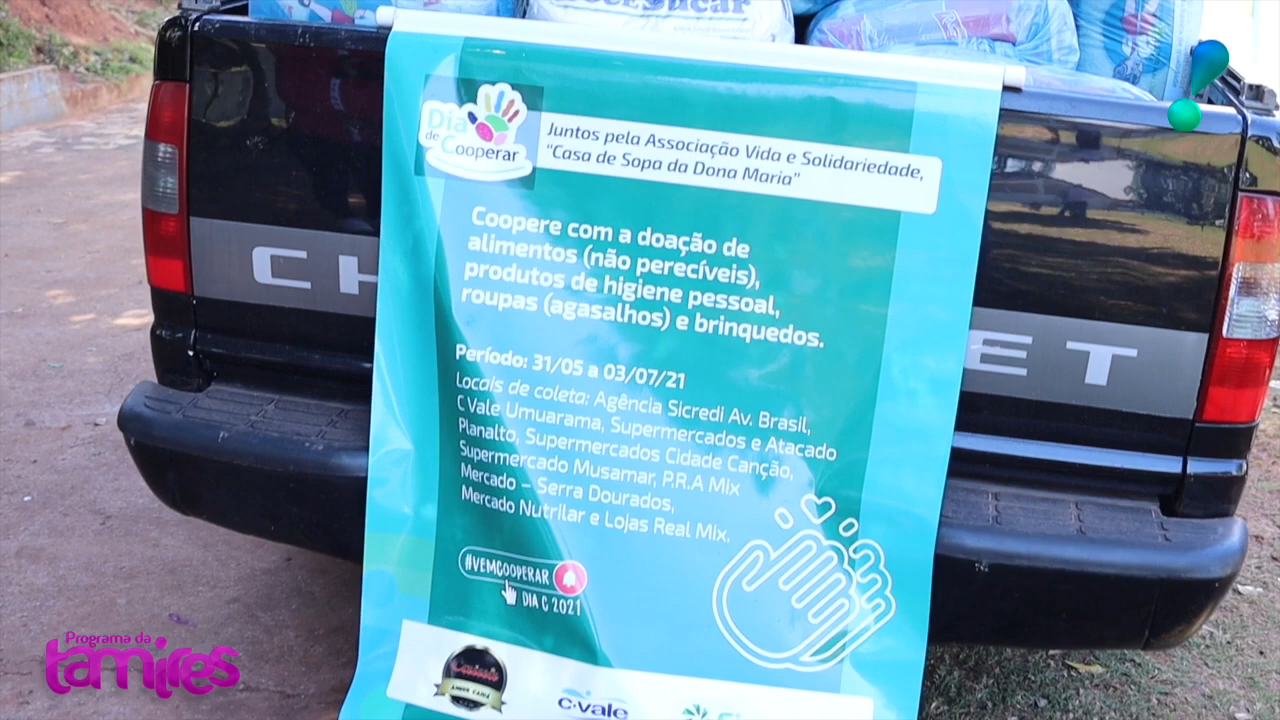 Dia
de
Cooperar
Juntos pela Associação Vida e Solidariedade,
"Casa de Sopa da Dona Maria"
Coopere com a doação de
alimentos (não perecíveis),
produtos de higiene pessoal,
roupas (agasalhos) e brinquedos.
Período: 31/05 a 03/07/21
Locais de coleta: Agência Sicredi Av. Brasil,
C Vale Umuarama, Supermercados e Atacado
Planalto, Supermercados Cidade Canção,
Supermercado Musamar, P.R.A MIx
Mercado – Serra Dourados,
Mercado Nutrilar e Lojas Real Mix.
#VEMCOOPERAR
DIA C 2021
c·vale
CH
ET
Programa da
tamires